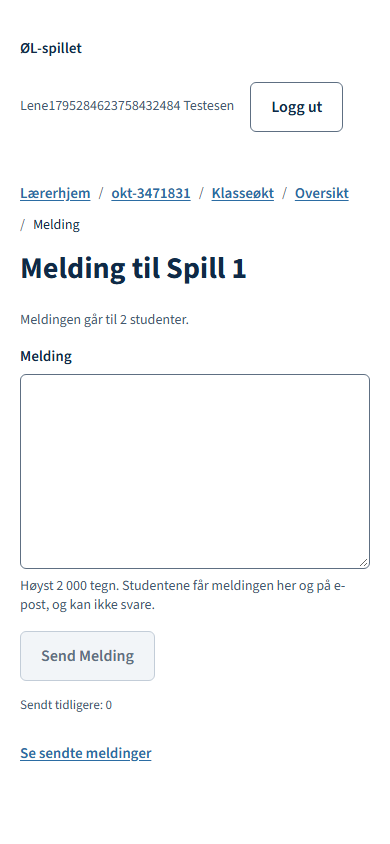 ØL-spillet
Lene1795284623758432484 Testesen
Logg ut
Lærerhjem / okt-3471831 / Klasseøkt / Oversikt
/ Melding
Melding til Spill 1
Meldingen går til 2 studenter.
Melding
Høyst 2 000 tegn. Studentene får meldingen her og på e-
post, og kan ikke svare.
Send Melding
Sendt tidligere: 0
Se sendte meldinger